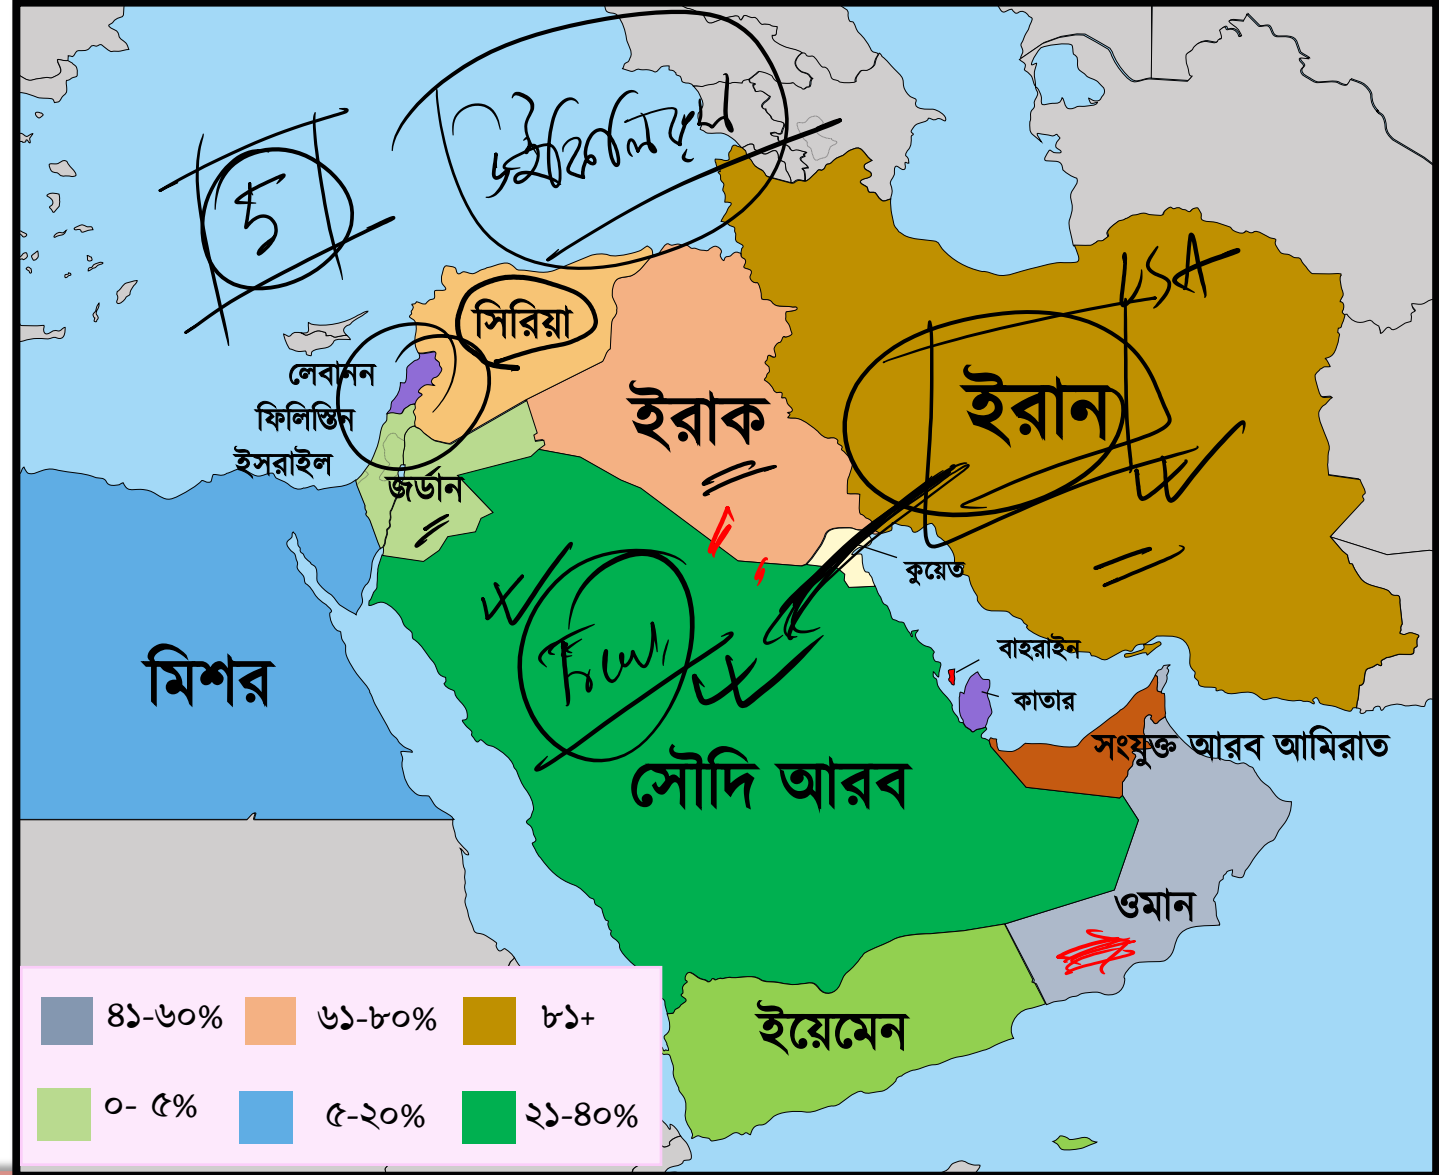 5
USA
সিরিয়া
লেবানন
ফিলিস্তিন
ইসরাইল
জর্ডান
ইরাক
ইরান
কুয়েত
মিশর
বাহরাইন
কাতার
সংযুক্ত আরব আমিরাত
সৌদি আরব
ওমান
ইয়েমেন
৪১-৬০% ৬১-৮০% ৮১+
০- ৫% ৫-২০% ২১-৪০%